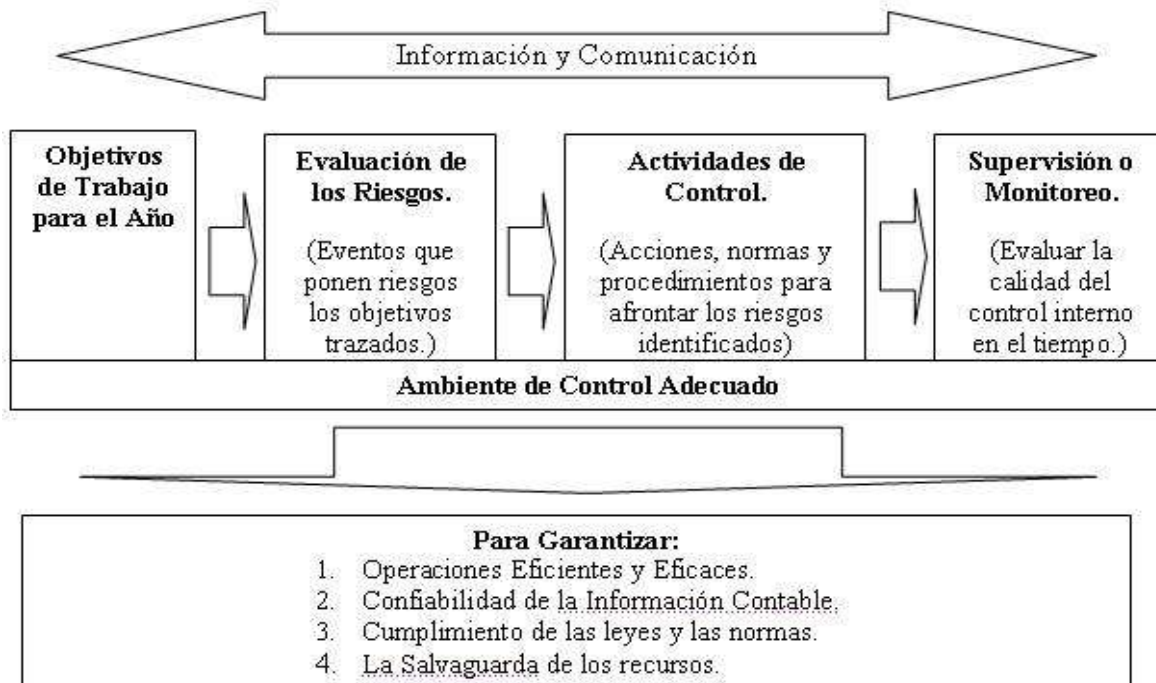 Información y Comunicación
Objetivos
de Trabajo
para el Año
Evaluación de
los Riesgos.
(Eventos que
ponen riesgos
los objetivos
trazados.)
Actividades de
Control.
(Acciones, normas y
procedimientos para
afrontar los riesgos
identificados)
Supervisión o
Monitoreo.
(Evaluar la
calidad del
control interno
en el tiempo.)
Ambiente de Control Adecuado
Para Garantizar:
1. Operaciones Eficientes y Eficaces.
2. Confiabilidad de la Información Contable.
3. Cumplimiento de las leyes y las normas.
4. La Salvaguarda de los recursos.